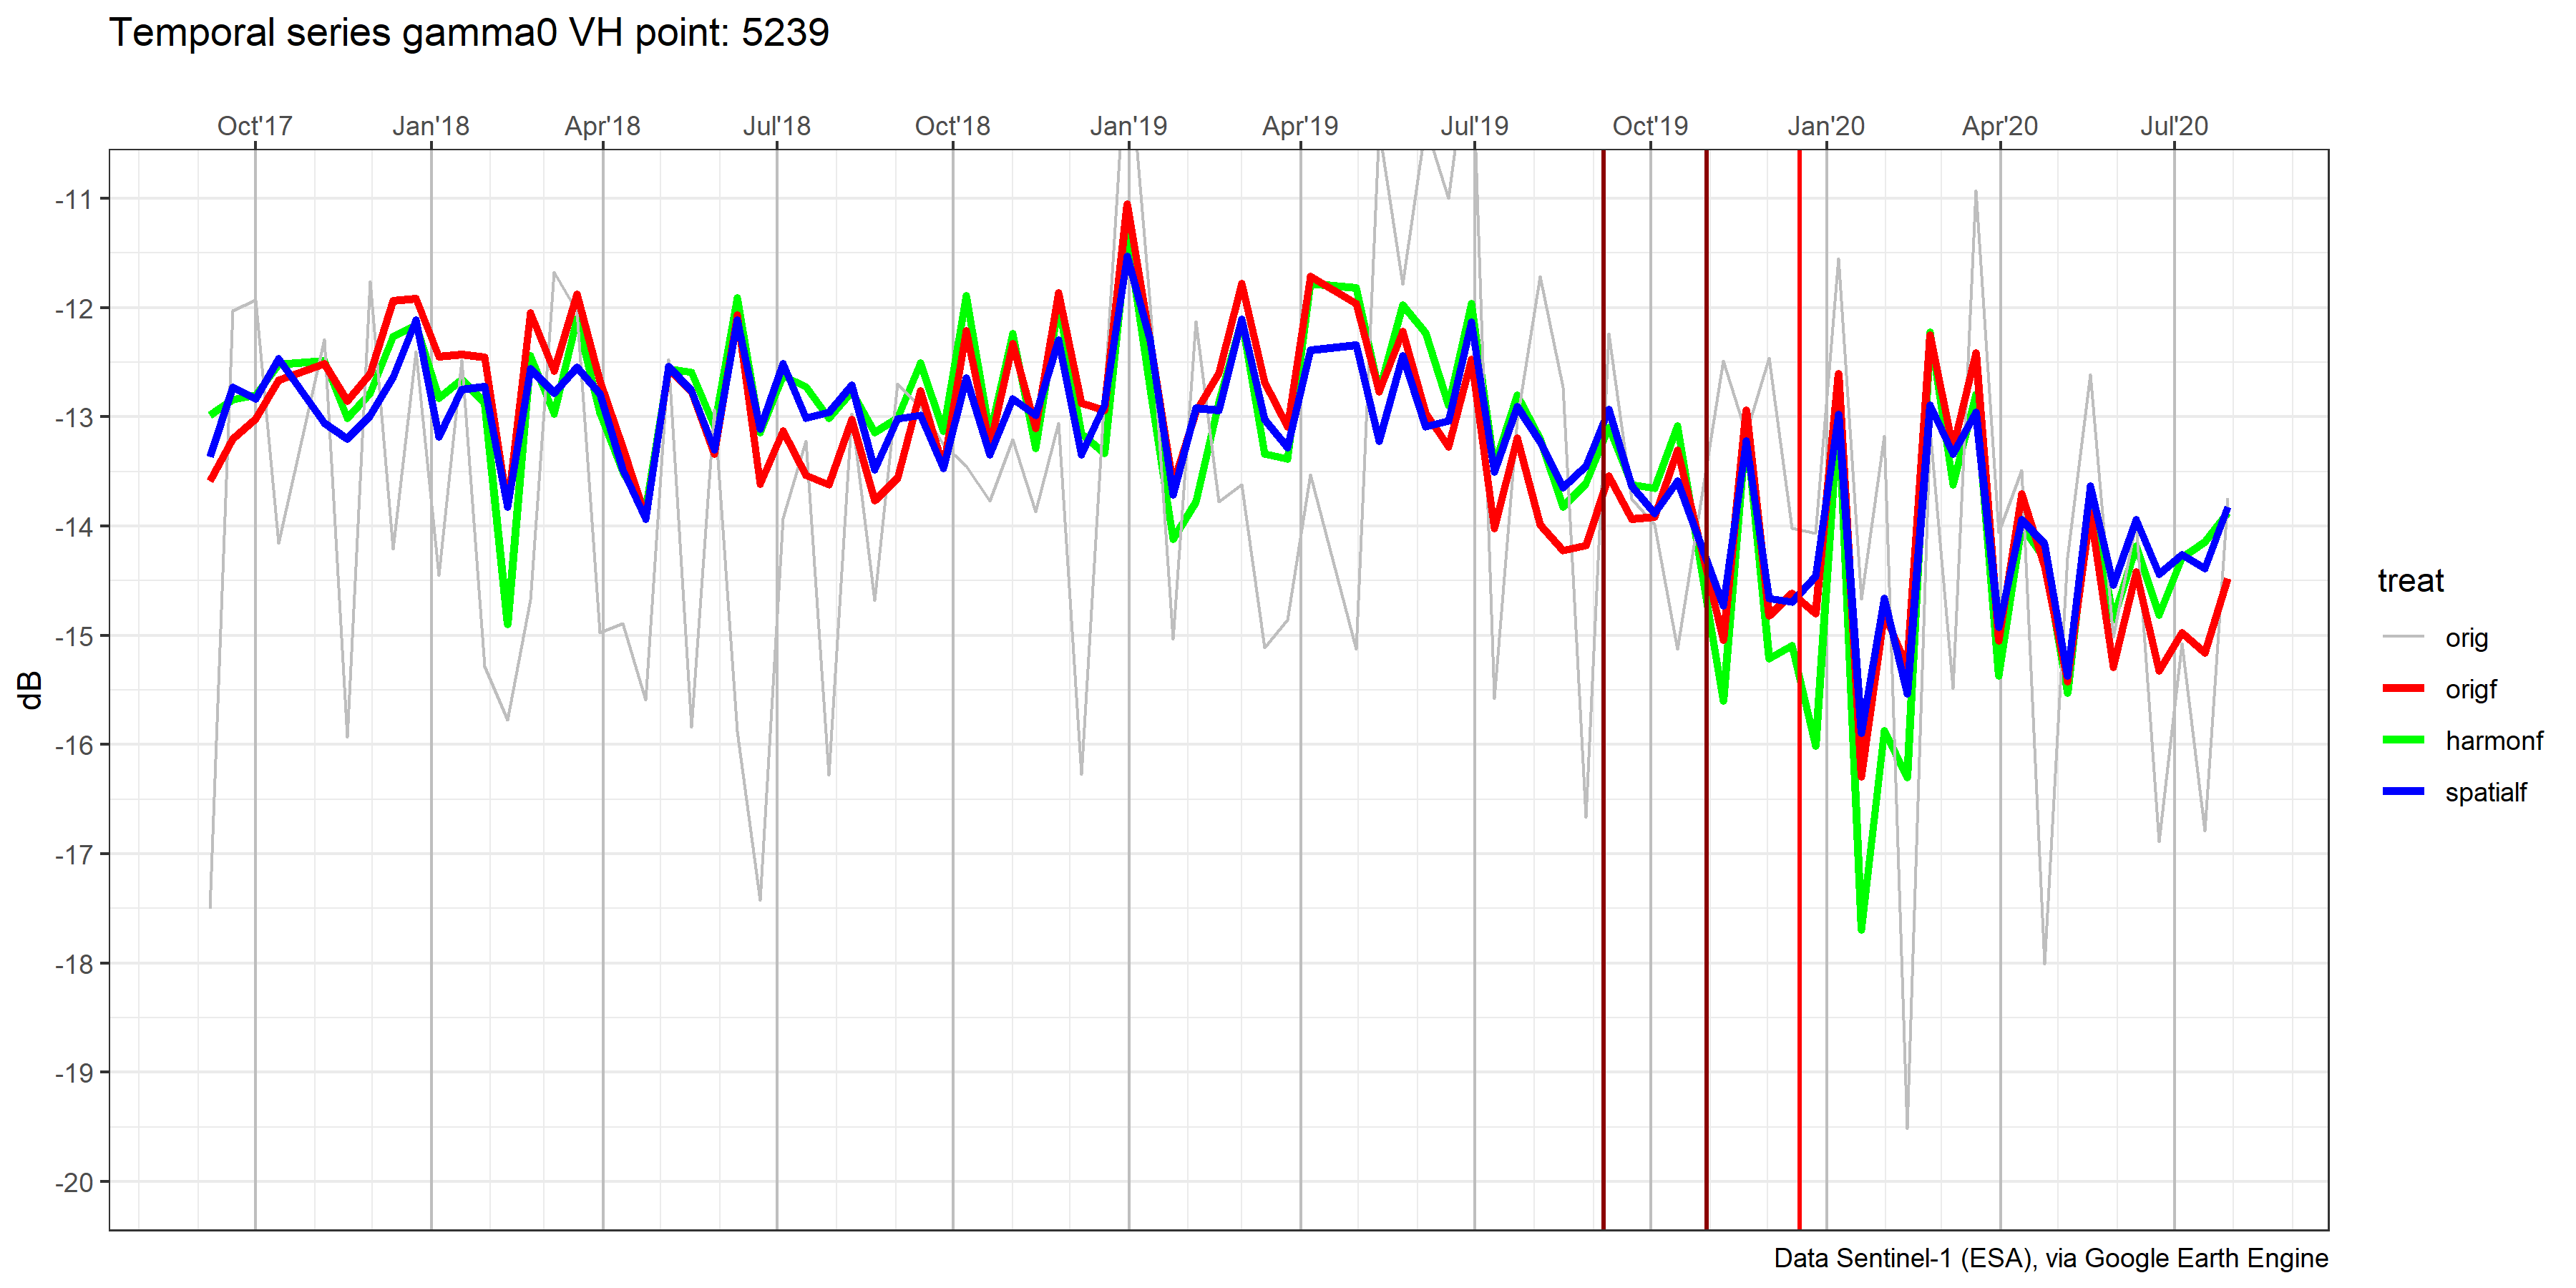 Temporal series gamma0 VH point: 5239
Oct'17 Jan'18 Apr'18 Jul'18 Oct'18 Jan'19 Apr'19 Jul'19 Oct'19 Jan'20 Apr'20 Jul'20
-11
-12
-13
-14
-15
-16
-17
-18
-19
-20
dB
treat
orig
origf
harmonf
spatialf
Data Sentinel-1 (ESA), via Google Earth Engine